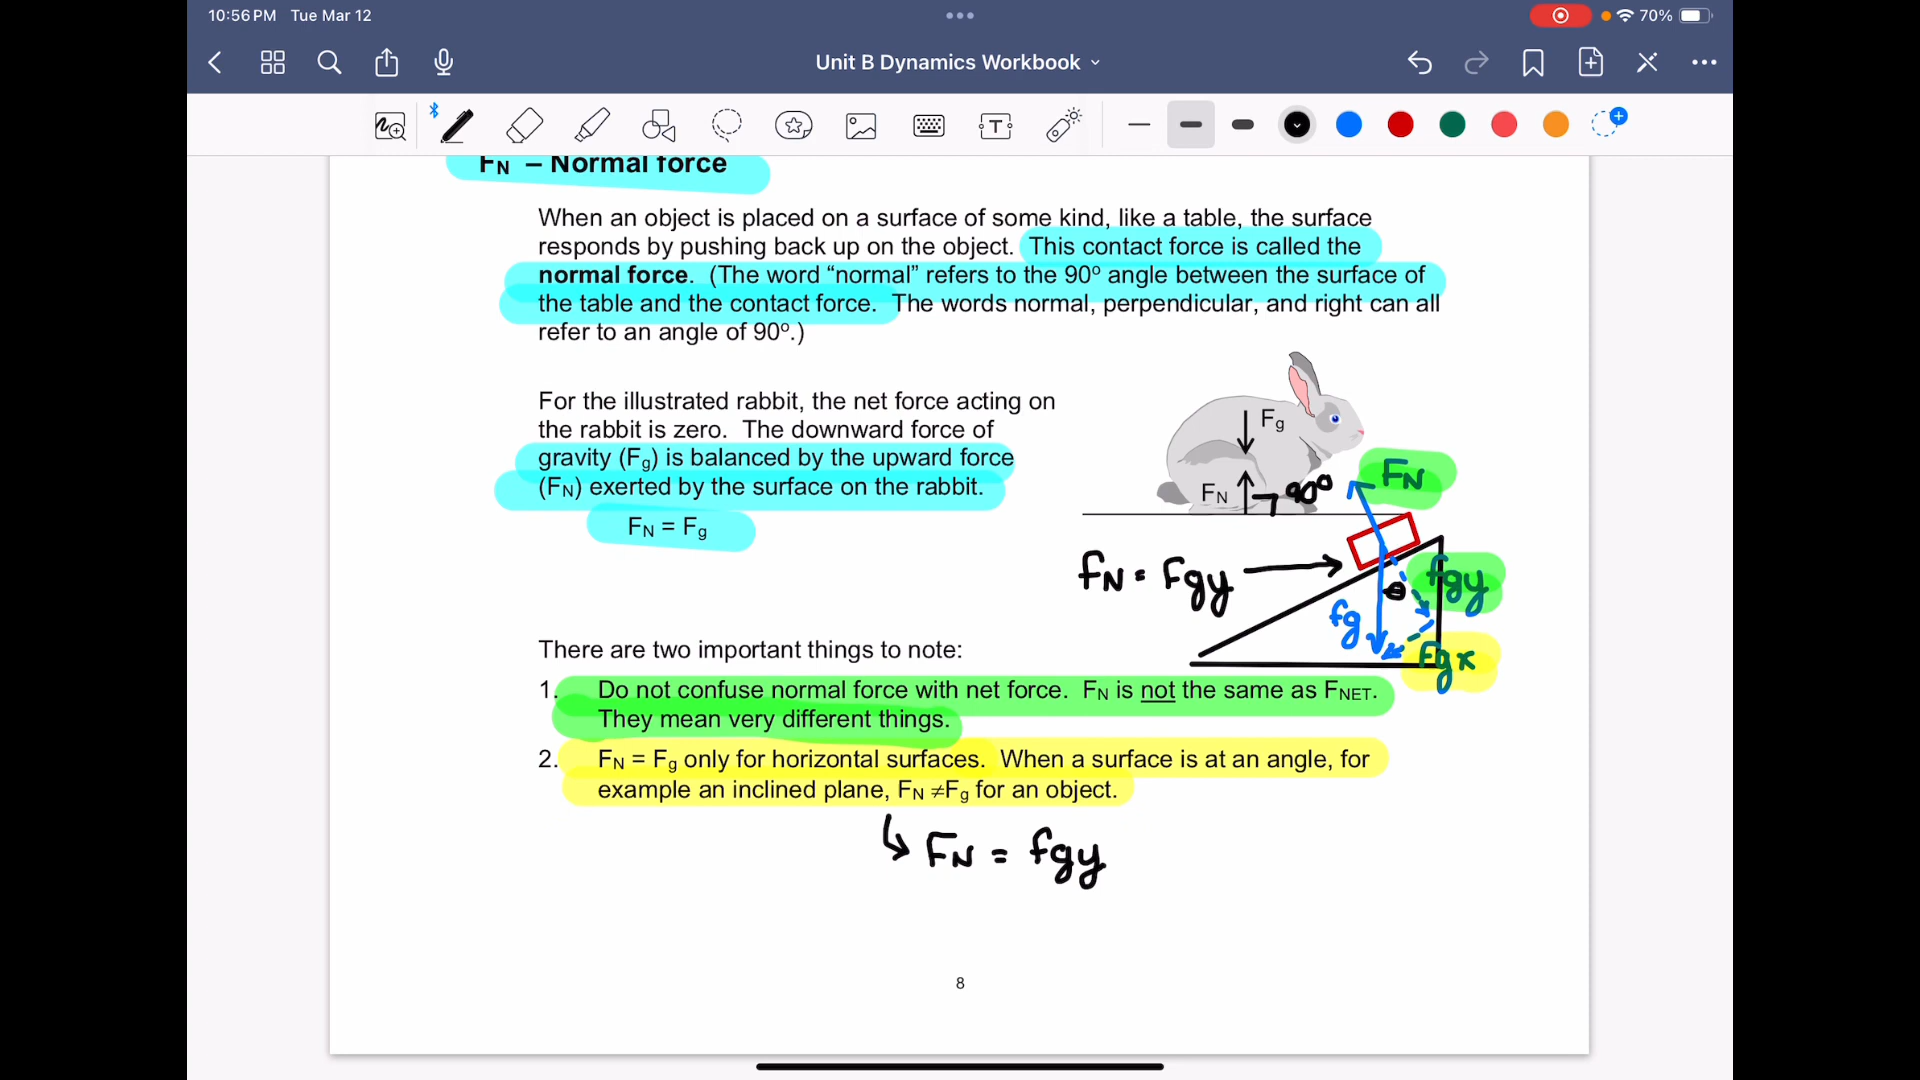 10:56 PM Tue Mar 12
70%
Unit B Dynamics Workbook
FN – Normal force
When an object is placed on a surface of some kind, like a table, the surface
responds by pushing back up on the object. This contact force is called the
normal force. (The word “normal” refers to the 90º angle between the surface of
the table and the contact force. The words normal, perpendicular, and right can all
refer to an angle of 90º.)
For the illustrated rabbit, the net force acting on
the rabbit is zero. The downward force of
gravity (Fg) is balanced by the upward force
(FN) exerted by the surface on the rabbit.
FN = Fg
Fg
FN
90°
FN
FN = Fgy
θ
fgy
fg
Fgx
There are two important things to note:
1. Do not confuse normal force with net force. FN is not the same as FNET.
They mean very different things.
2. FN = Fg only for horizontal surfaces. When a surface is at an angle, for
example an inclined plane, FN ≠Fg for an object.
FN = fgy
8